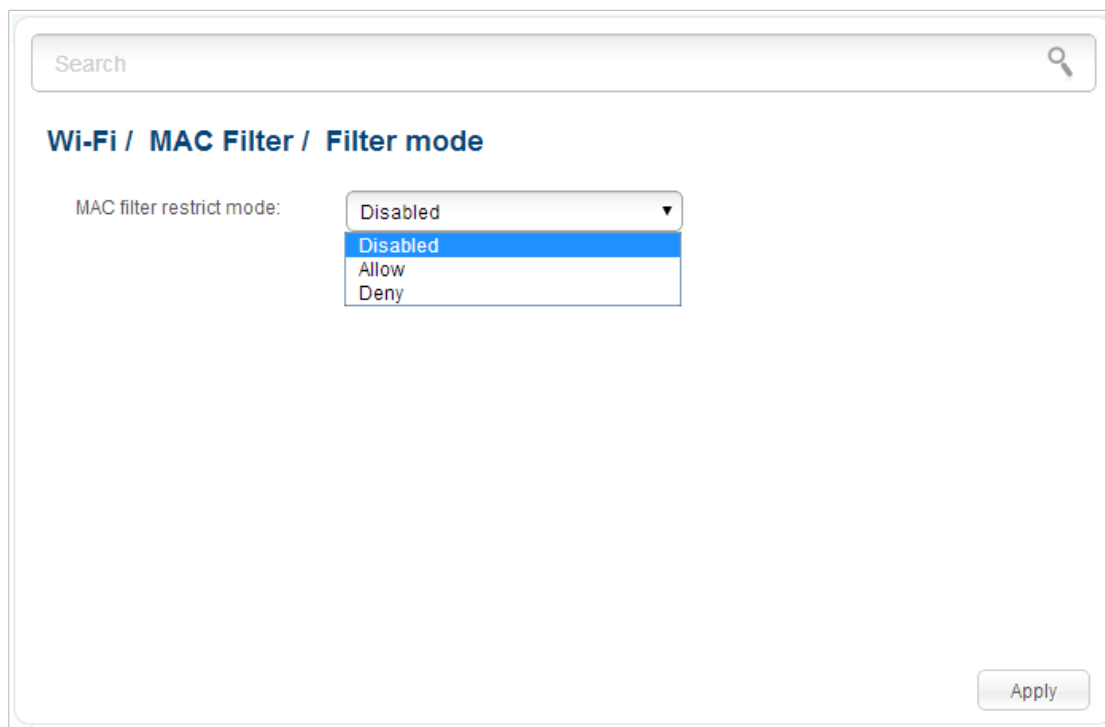 Search
Wi-Fi / MAC Filter / Filter mode
MAC filter restrict mode: Disabled
Disabled
Allow
Deny
Apply